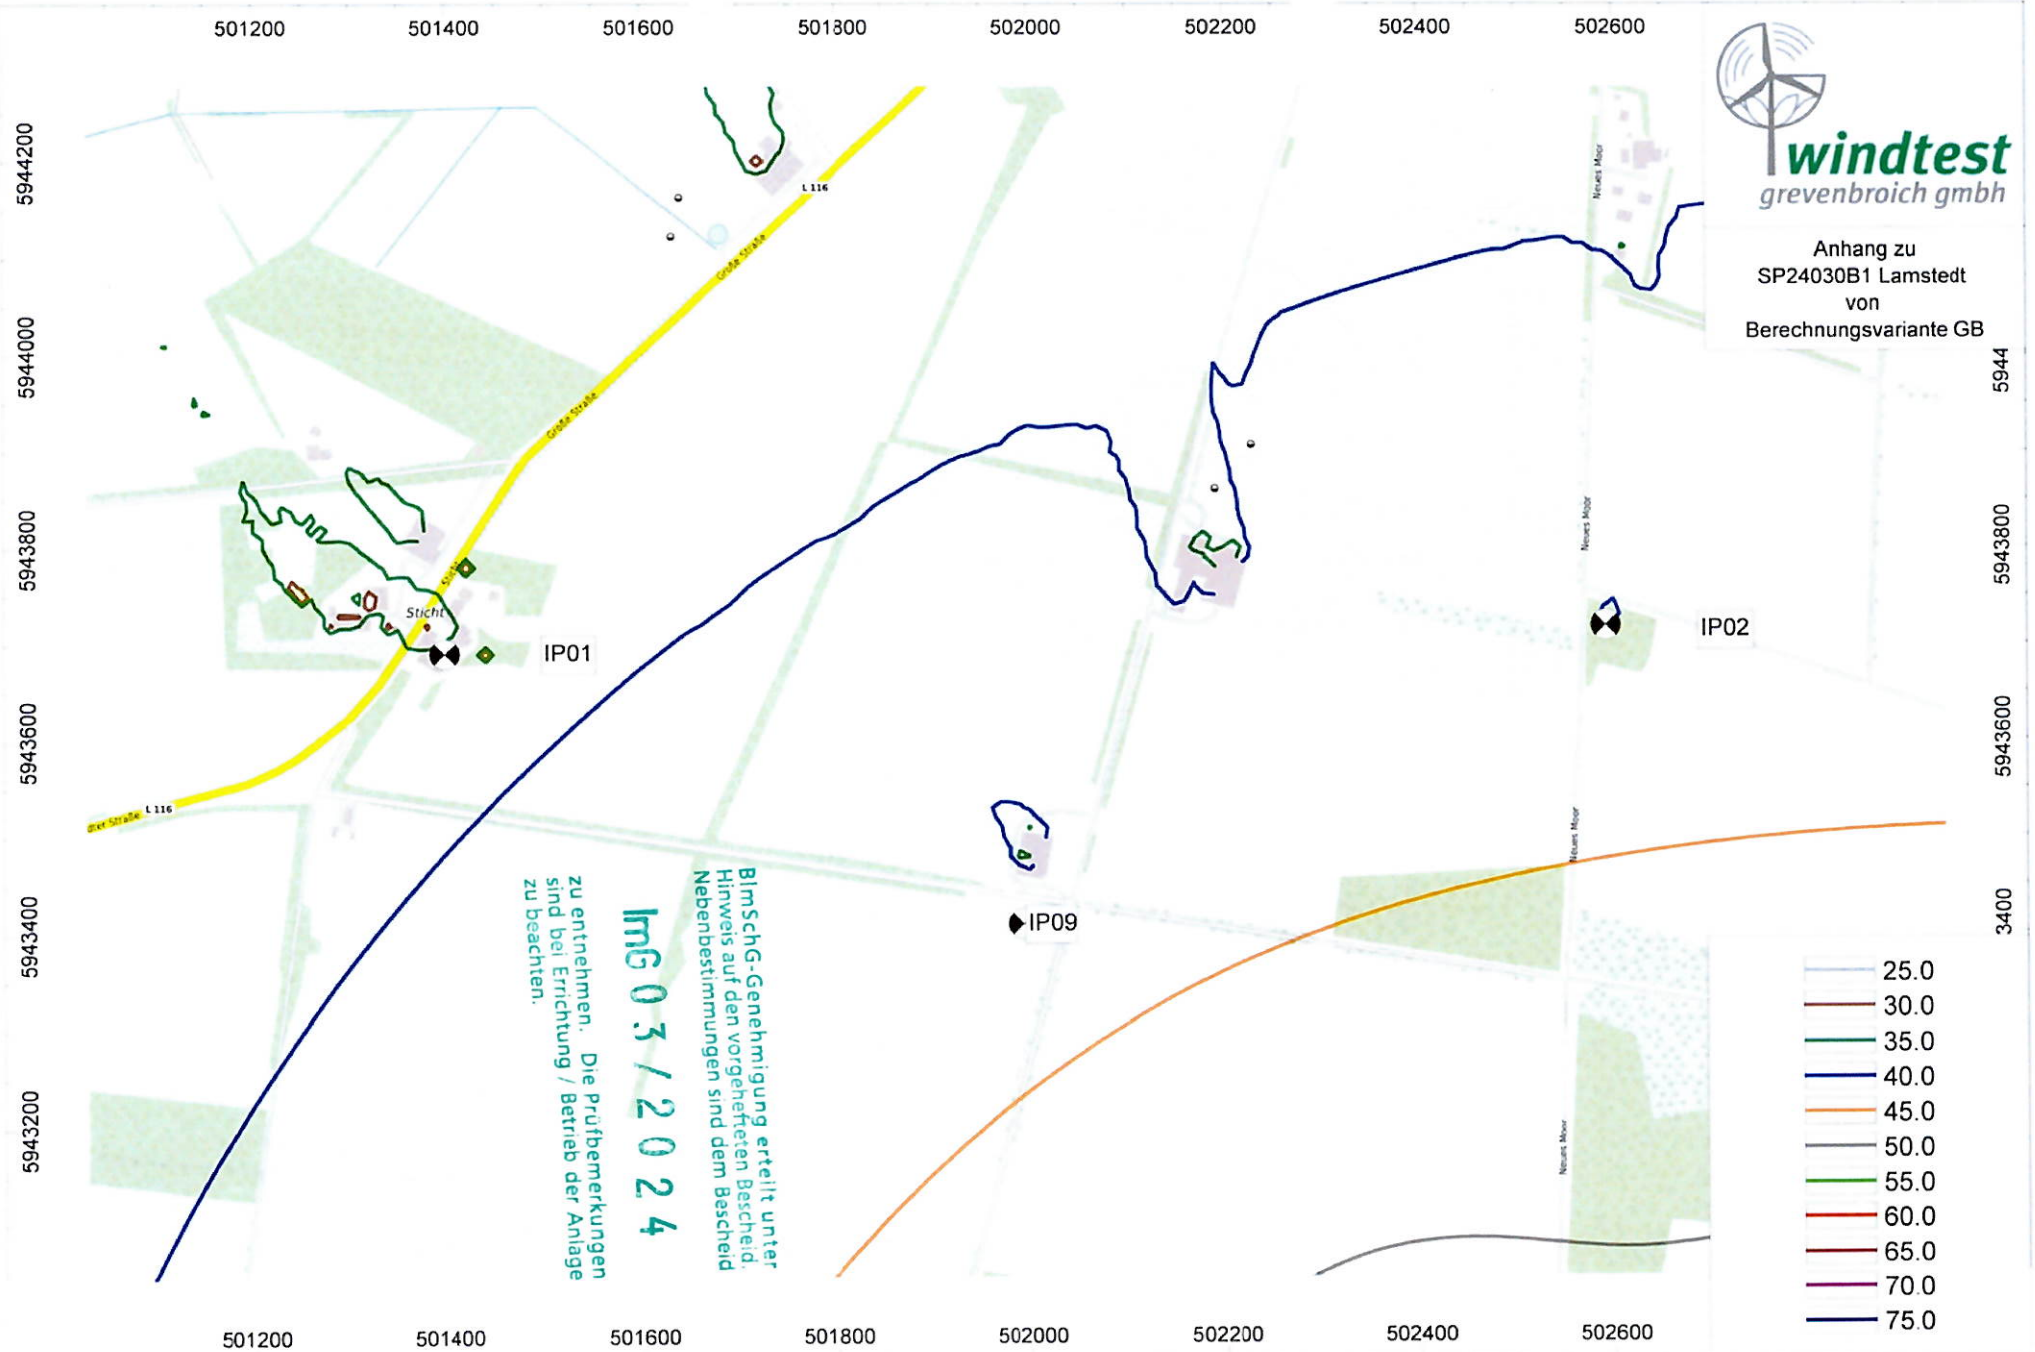 501200 501400 501600 501800 502000 502200 502400 502600
windtest
grevenbroich gmbh
Anhang zu
SP24030B1 Lamstedt
von
Berechnungsvariante GB
5944200
5944000
5943800
5943600
5943400
5943200
5944
5943800
5943600
3400
L 116
Große Straße
Große Straße
Sticht
Sticht
L 116
dter Straße
Neues Moor
Neues Moor
Neues Moor
Neues Moor
IP01
IP02
IP09
BImSchG-Genehmigung erteilt unter
Hinweis auf den vorgehefteten Bescheid.
Nebenbestimmungen sind dem Bescheid
ImG 03/2024
zu entnehmen. Die Prüfbemerkungen
sind bei Errichtung / Betrieb der Anlage
zu beachten.
25.0
30.0
35.0
40.0
45.0
50.0
55.0
60.0
65.0
70.0
75.0
501200 501400 501600 501800 502000 502200 502400 502600